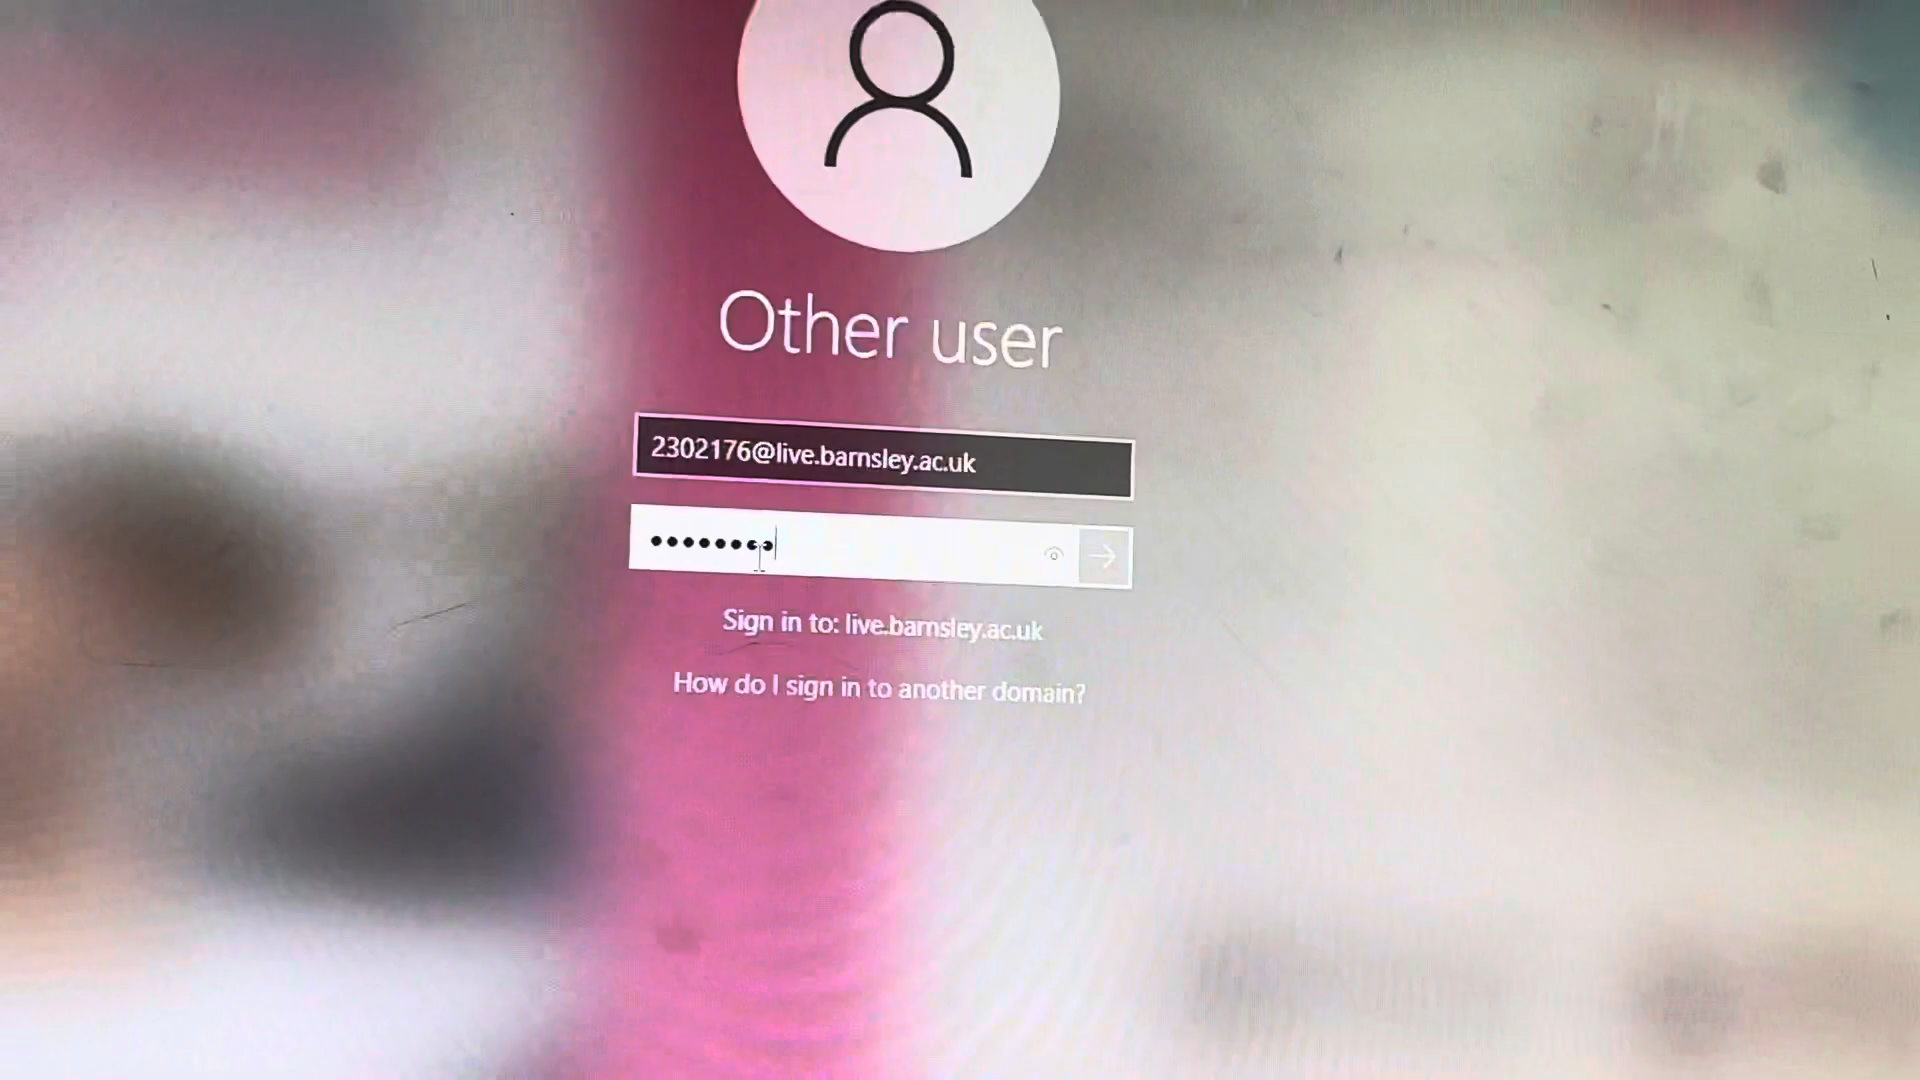 Other user
2302176@live.barnsley.ac.uk
••••••••
Sign in to: live.barnsley.ac.uk
How do I sign in to another domain?